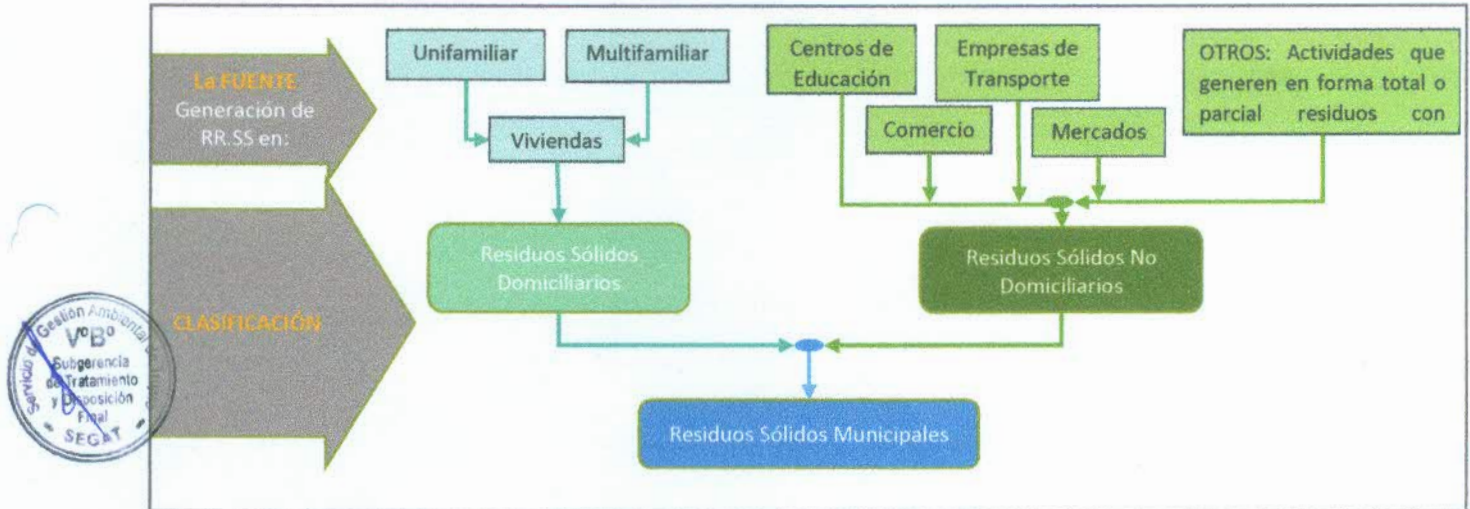 La FUENTE
Generación de
RR.SS en:
Unifamiliar
Multifamiliar
Viviendas
Centros de
Educación
Empresas de
Transporte
Comercio
Mercados
OTROS: Actividades que
generen en forma total o
parcial residuos con
CLASIFICACIÓN
Residuos Sólidos
Domiciliarios
Residuos Sólidos No
Domiciliarios
Residuos Sólidos Municipales
Servicio de Gestión Ambiental
VºBº
Subgerencia
de Tratamiento
y Disposición
Final
SEGAT